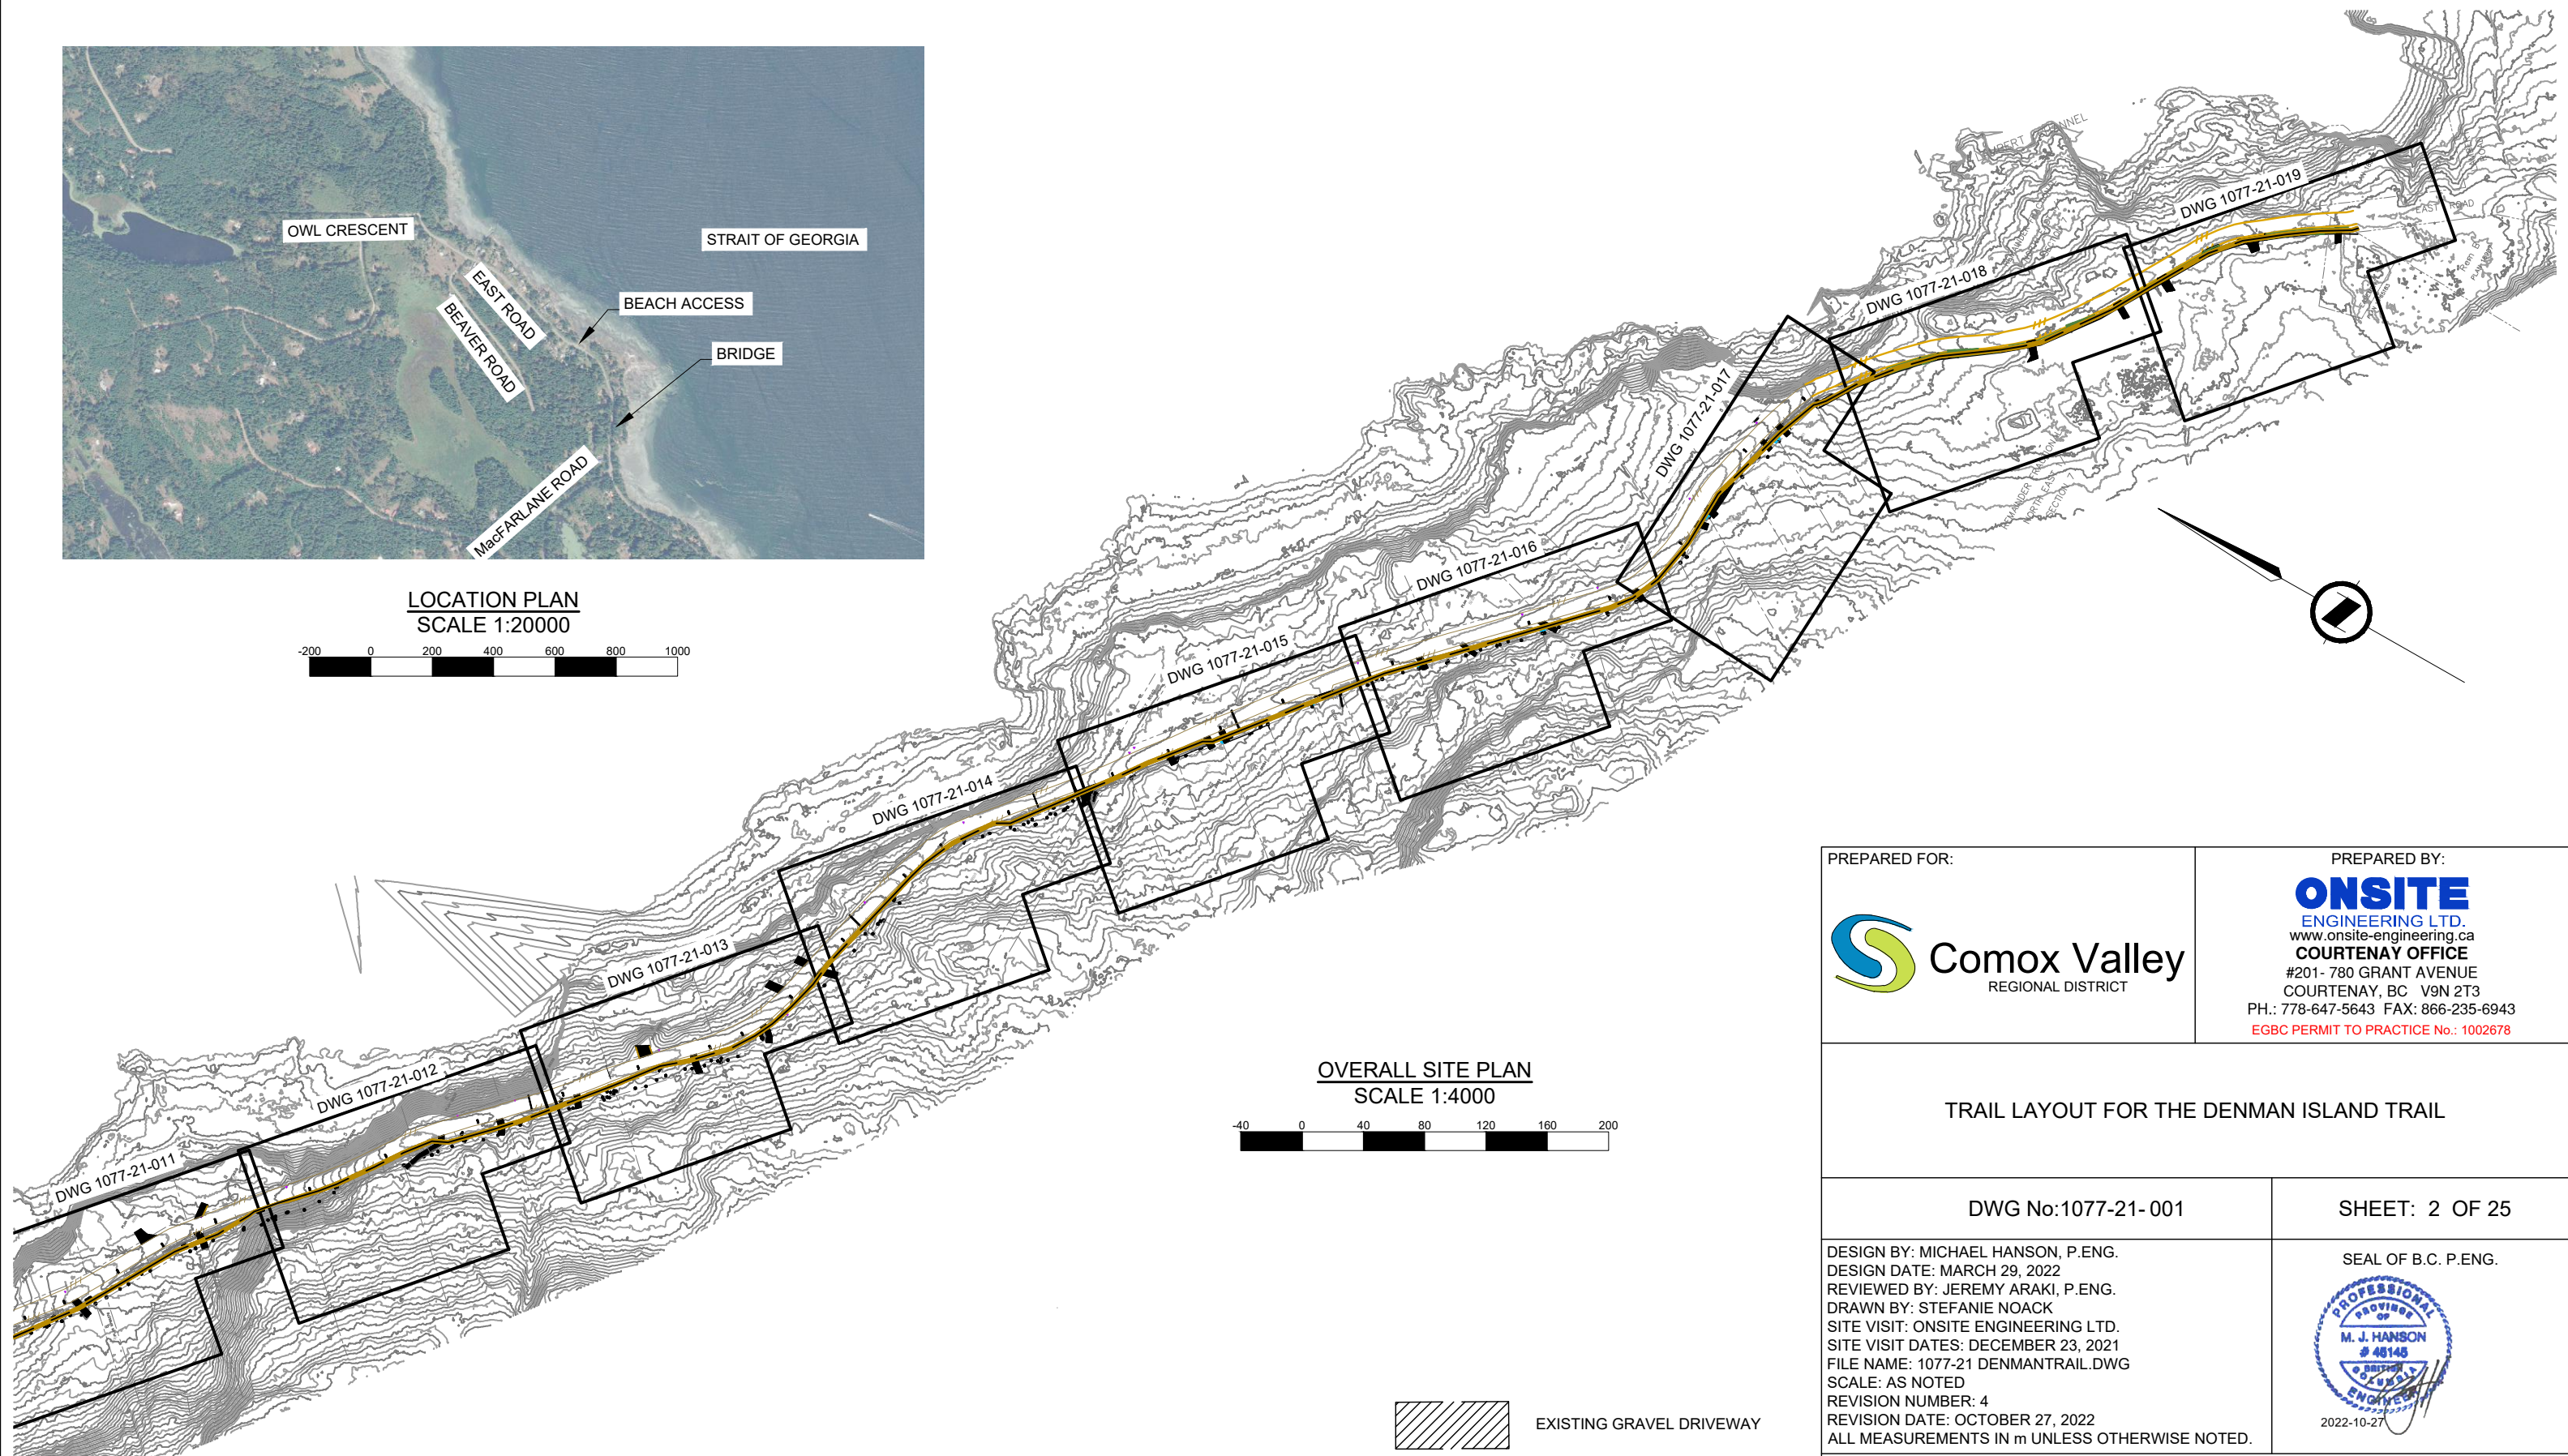 OWL CRESCENT
STRAIT OF GEORGIA
EAST ROAD
BEACH ACCESS
BEAVER ROAD
BRIDGE
MacFARLANE ROAD
LOCATION PLAN
SCALE 1:20000
-200 0 200 400 600 800 1000
DWG 1077-21-011
DWG 1077-21-012
DWG 1077-21-013
DWG 1077-21-014
DWG 1077-21-015
DWG 1077-21-016
DWG 1077-21-017
DWG 1077-21-018
DWG 1077-21-019
EAST ROAD
OVERALL SITE PLAN
SCALE 1:4000
-40 0 40 80 120 160 200
EXISTING GRAVEL DRIVEWAY
PREPARED FOR:
Comox Valley
REGIONAL DISTRICT
PREPARED BY:
ONSITE
ENGINEERING LTD.
www.onsite-engineering.ca
COURTENAY OFFICE
#201- 780 GRANT AVENUE
COURTENAY, BC V9N 2T3
PH.: 778-647-5643 FAX: 866-235-6943
EGBC PERMIT TO PRACTICE No.: 1002678
TRAIL LAYOUT FOR THE DENMAN ISLAND TRAIL
DWG No:1077-21- 001
SHEET: 2 OF 25
DESIGN BY: MICHAEL HANSON, P.ENG.
DESIGN DATE: MARCH 29, 2022
REVIEWED BY: JEREMY ARAKI, P.ENG.
DRAWN BY: STEFANIE NOACK
SITE VISIT: ONSITE ENGINEERING LTD.
SITE VISIT DATES: DECEMBER 23, 2021
FILE NAME: 1077-21 DENMANTRAIL.DWG
SCALE: AS NOTED
REVISION NUMBER: 4
REVISION DATE: OCTOBER 27, 2022
ALL MEASUREMENTS IN m UNLESS OTHERWISE NOTED.
SEAL OF B.C. P.ENG.
PROFESSIONAL
PROVINCE
OF
M. J. HANSON
# 46145
BRITISH
COLUMBIA
ENGINEER
2022-10-27